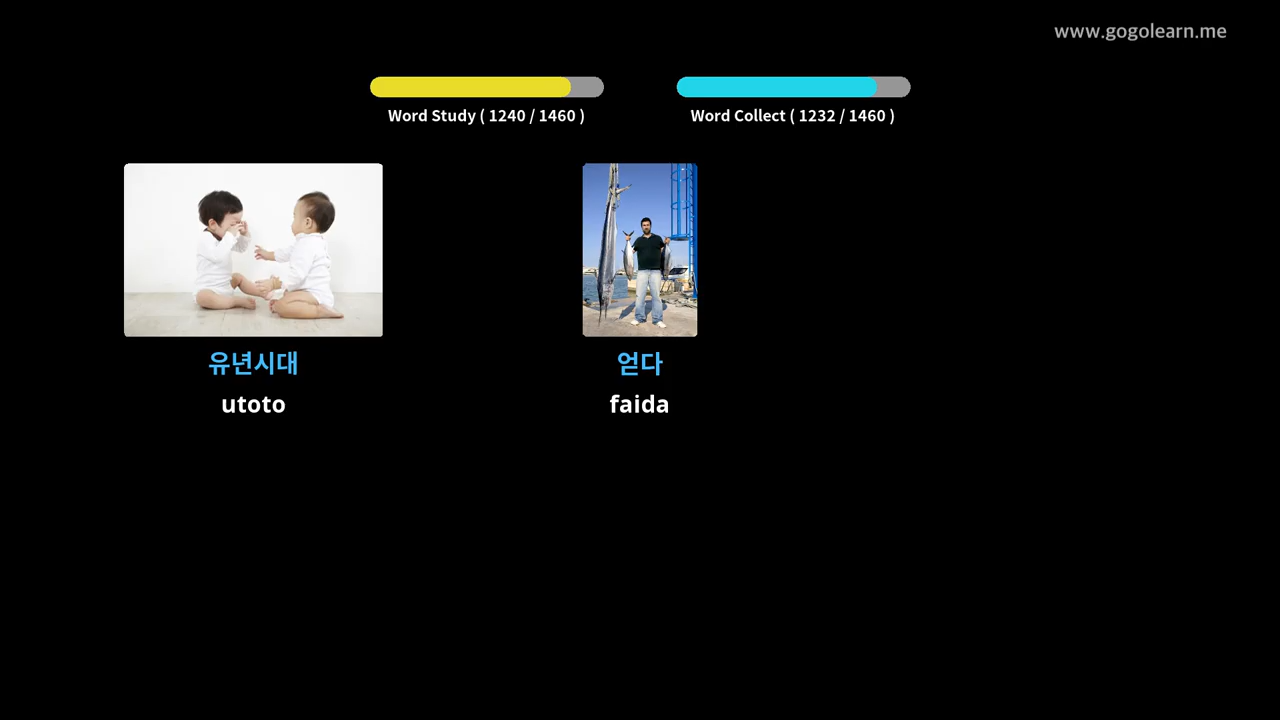 www.gogolearn.me
Word Study ( 1240 / 1460 )
Word Collect ( 1232 / 1460 )
유년시대
utoto
얻다
faida